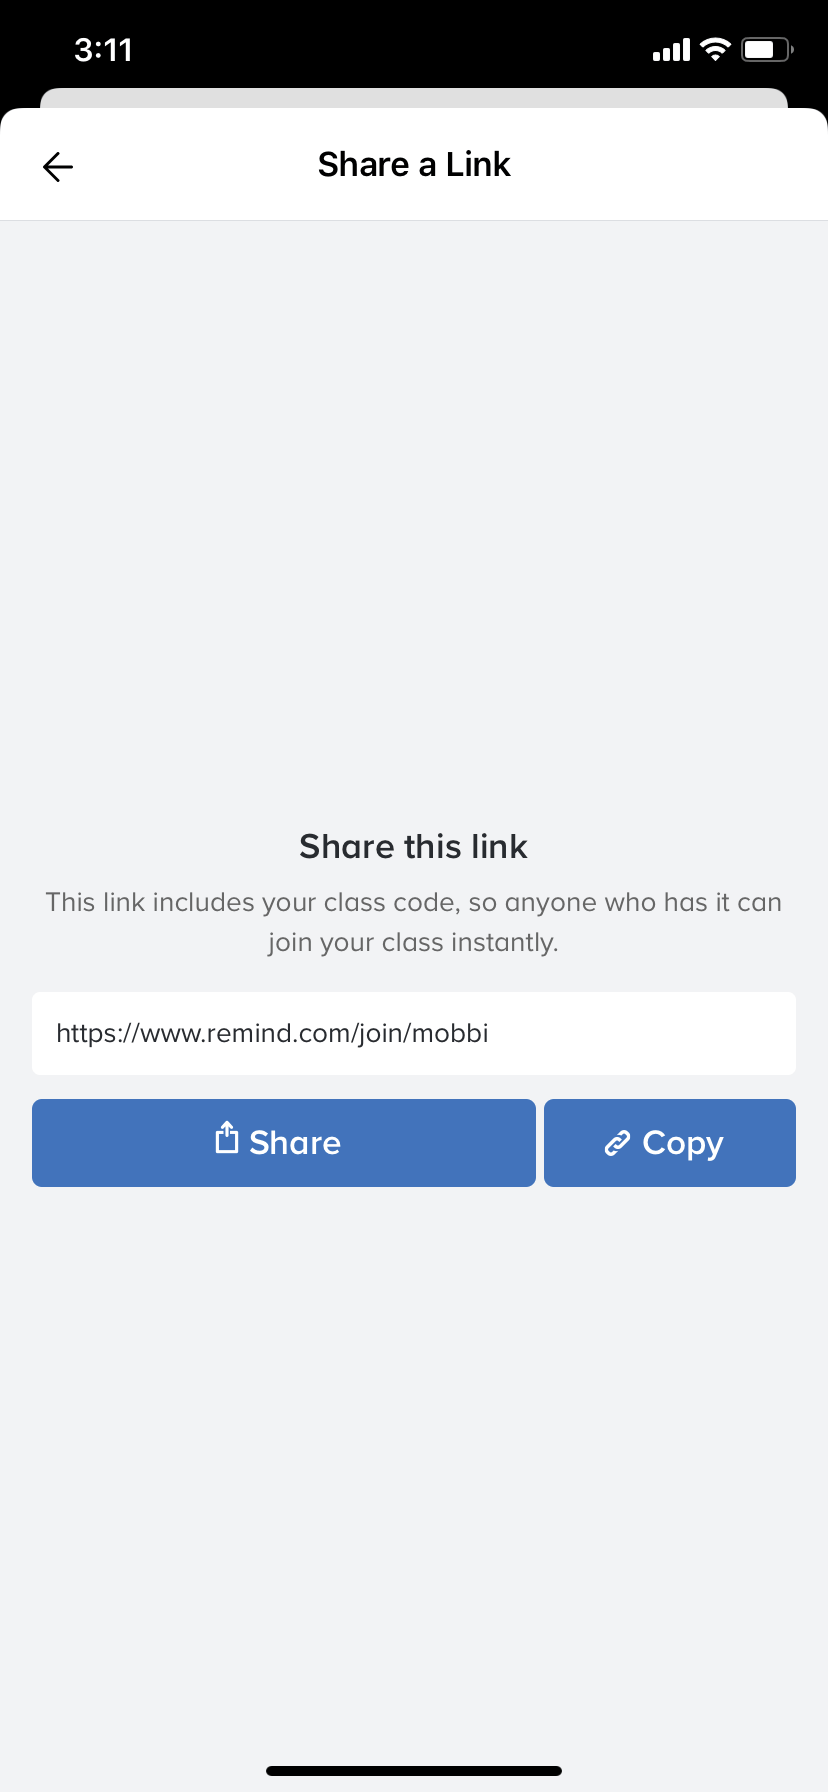 3:11
Share a Link
Share this link
This link includes your class code, so anyone who has it can
join your class instantly.
https://www.remind.com/join/mobbi
Share
Copy